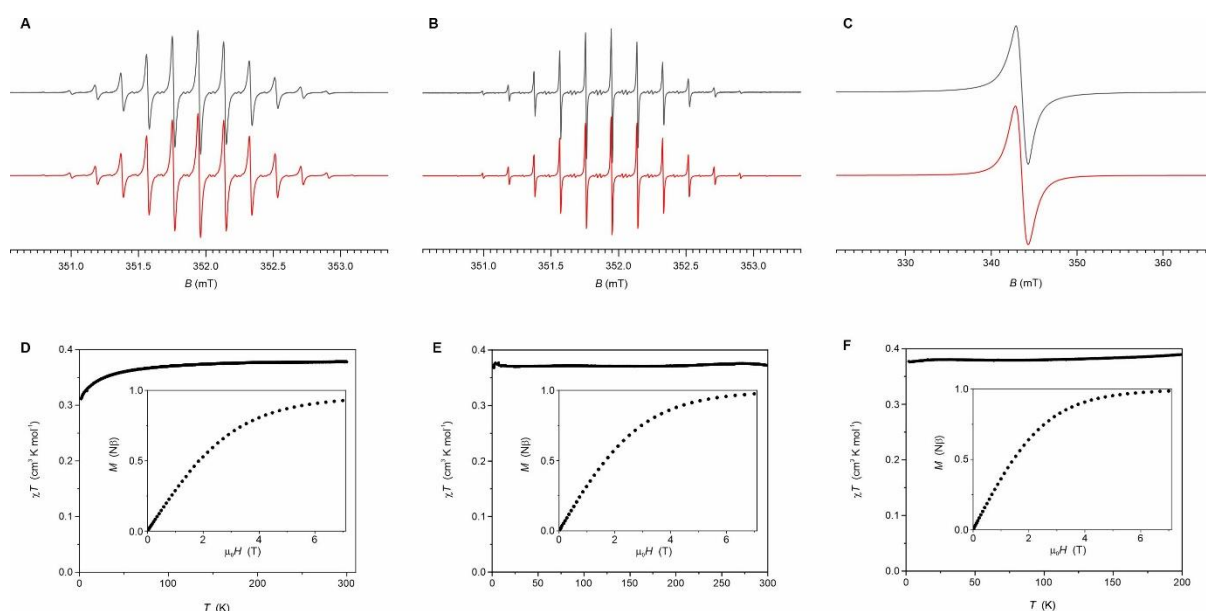 A
B
C
351.0 351.5 352.0 352.5 353.0
B (mT)
351.0 351.5 352.0 352.5 353.0
B (mT)
330 340 350 360
B (mT)
D
0.4
0.3
0.2
0.1
0.0
χT (cm³ K mol⁻¹)
1.0
0.5
0.0
M (Nβ)
0 2 4 6
μ₀H (T)
0 100 200 300
T (K)
E
0.4
0.3
0.2
0.1
0.0
χT (cm³ K mol⁻¹)
1.0
0.5
0.0
M (Nβ)
0 2 4 6
μ₀H (T)
0 25 50 75 100 150 200 250 300
T (K)
F
0.4
0.3
0.2
0.1
0.0
χT (cm³ K mol⁻¹)
1.0
0.5
0.0
M (Nβ)
0 2 4 6
μ₀H (T)
0 50 100 150 200
T (K)